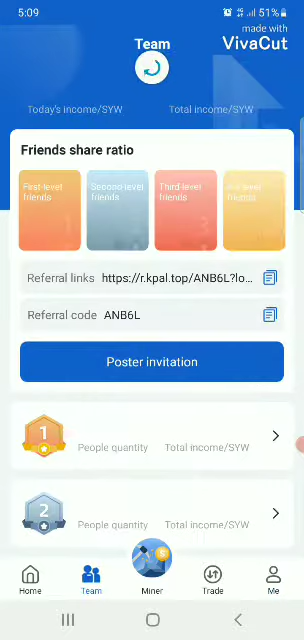 5:09
51%
made with
VivaCut
Team
Today's income/SYW Total income/SYW
Friends share ratio
First-level friends
Second-level friends
Third-level friends
level friends
Referral links https://r.kpal.top/ANB6L?lo...
Referral code ANB6L
Poster invitation
1
People quantity Total income/SYW
2
People quantity Total income/SYW
Home Team Miner Trade Me